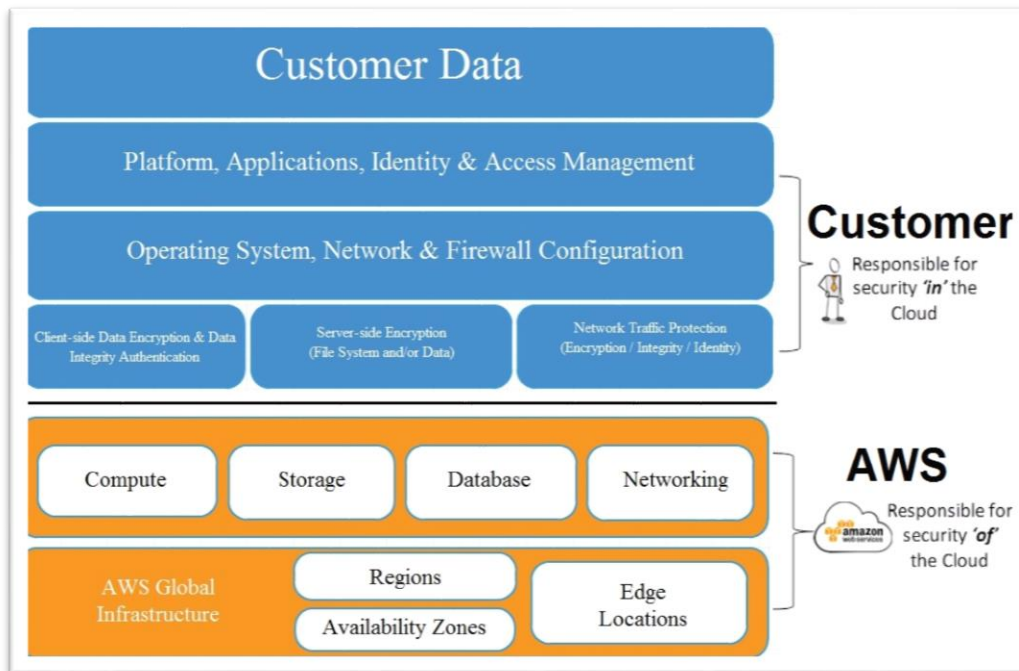 Customer Data
Platform, Applications, Identity & Access Management
Operating System, Network & Firewall Configuration
Client-side Data Encryption & Data
Integrity Authentication
Server-side Encryption
(File System and/or Data)
Network Traffic Protection
(Encryption / Integrity / Identity)
Customer
Responsible for
security 'in' the
Cloud
Compute
Storage
Database
Networking
AWS Global
Infrastructure
Regions
Availability Zones
Edge
Locations
AWS
amazon
web services
Responsible for
security 'of'
the Cloud